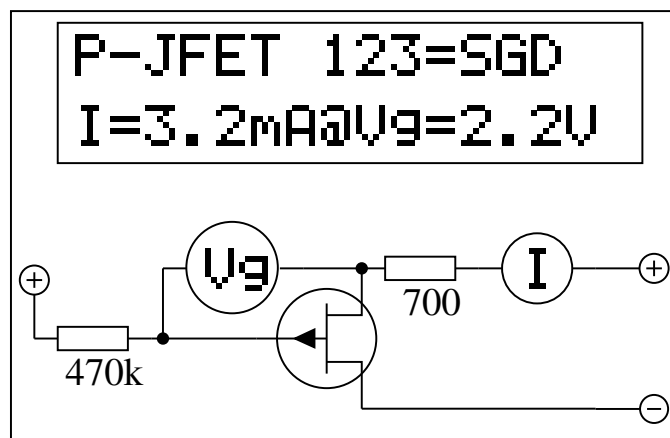 P-JFET 123=SGD
I=3.2mA@Vg=2.2V
+
Vg
I
+
700
470k
−